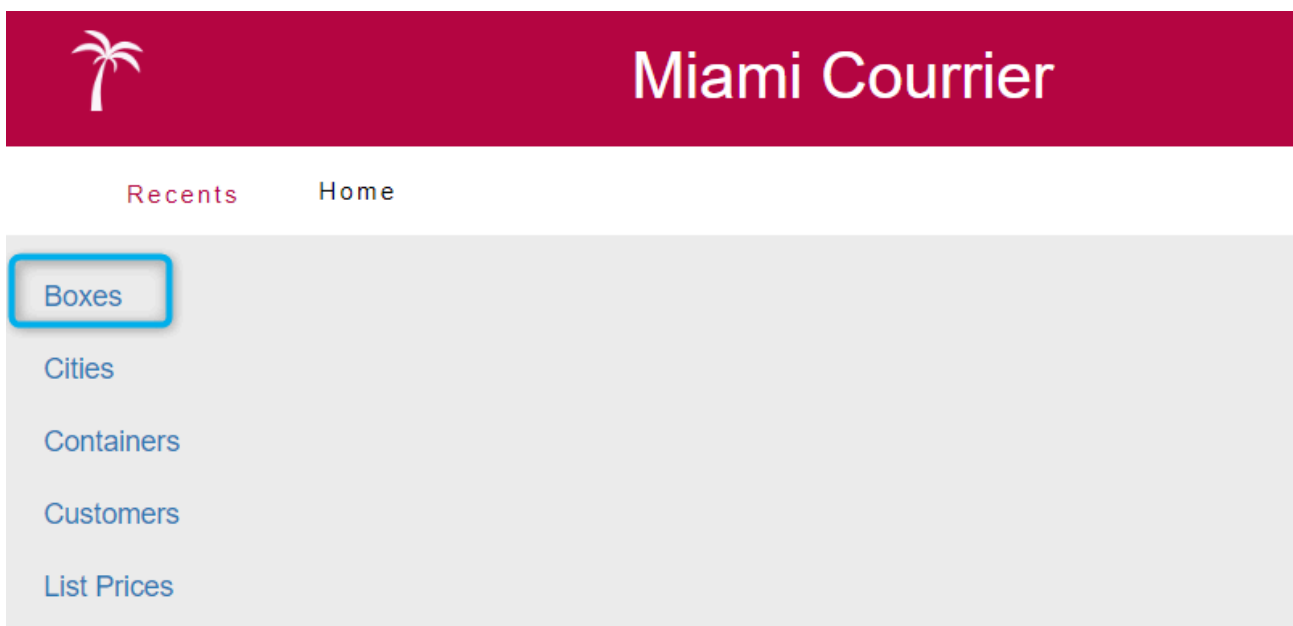 Miami Courrier
Recents Home
Boxes
Cities
Containers
Customers
List Prices